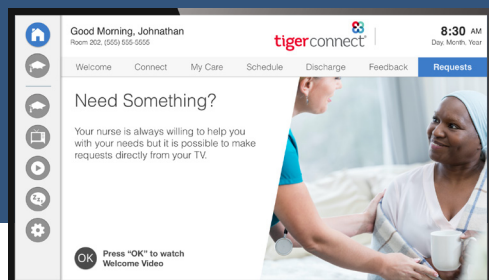 Good Morning, Johnathan
Room 202, (555) 555-5555
tigerconnect
8:30 AM
Day, Month, Year
Welcome
Connect
My Care
Schedule
Discharge
Feedback
Requests
Need Something?
Your nurse is always willing to help you
with your needs but it is possible to make
requests directly from your TV.
OK
Press "OK" to watch
Welcome Video